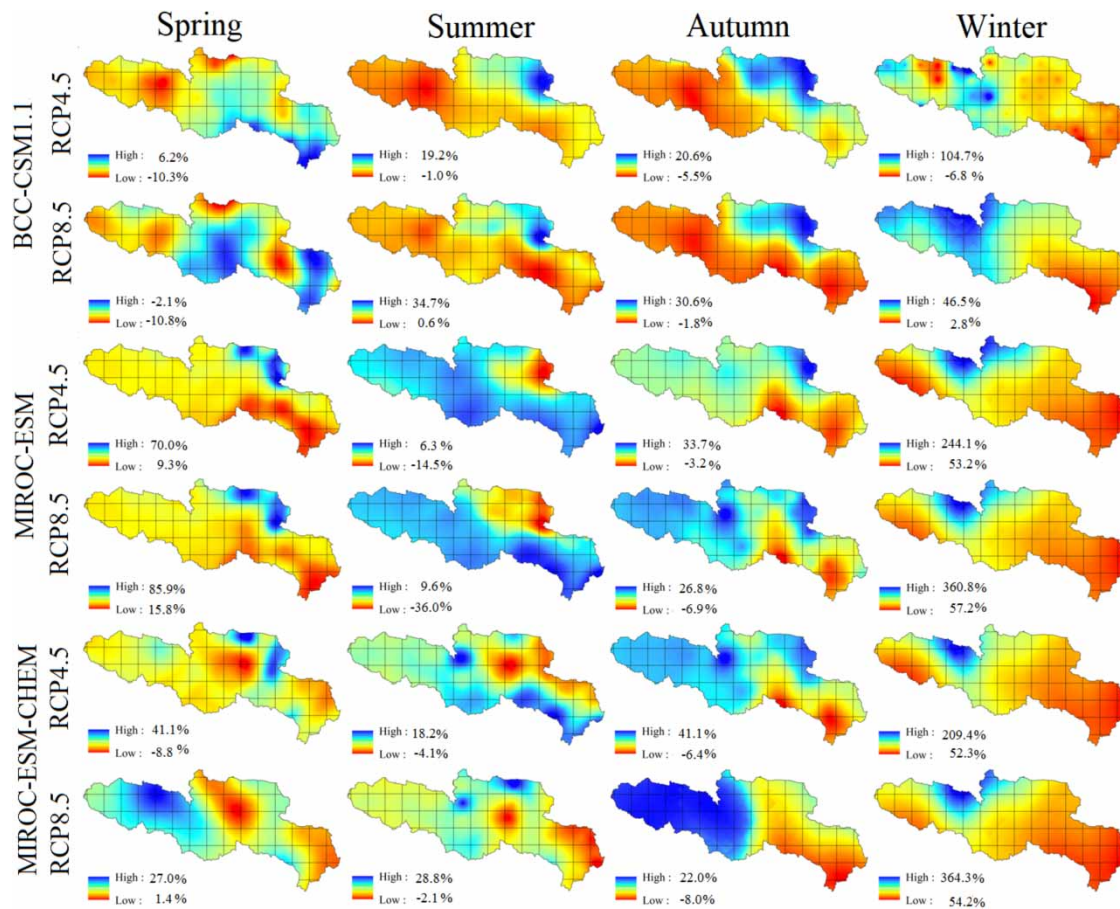 Spring Summer Autumn Winter
BCC-CSM1.1
RCP4.5
High : 6.2%
Low : -10.3%
High : 19.2%
Low : -1.0%
High : 20.6%
Low : -5.5%
High : 104.7%
Low : -6.8 %
RCP8.5
High : -2.1%
Low : -10.8%
High : 34.7%
Low : 0.6%
High : 30.6%
Low : -1.8%
High : 46.5%
Low : 2.8%
MIROC-ESM
RCP4.5
High : 70.0%
Low : 9.3%
High : 6.3%
Low : -14.5%
High : 33.7%
Low : -3.2%
High : 244.1%
Low : 53.2%
RCP8.5
High : 85.9%
Low : 15.8%
High : 9.6%
Low : -36.0%
High : 26.8%
Low : -6.9%
High : 360.8%
Low : 57.2%
MIROC-ESM-CHEM
RCP4.5
High : 41.1%
Low : -8.8 %
High : 18.2%
Low : -4.1%
High : 41.1%
Low : -6.4%
High : 209.4%
Low : 52.3%
RCP8.5
High : 27.0%
Low : 1.4%
High : 28.8%
Low : -2.1%
High : 22.0%
Low : -8.0%
High : 364.3%
Low : 54.2%